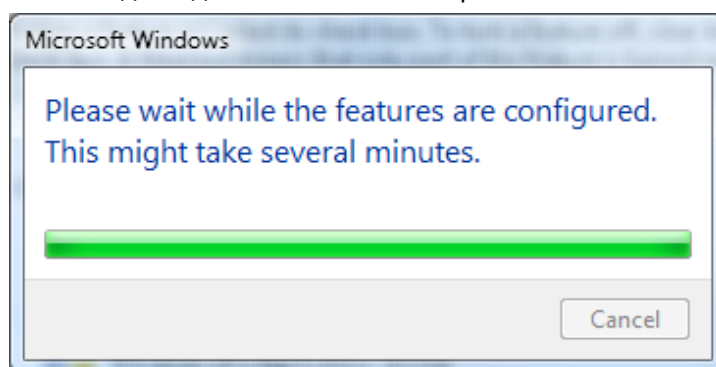 Microsoft Windows
Please wait while the features are configured.
This might take several minutes.
Cancel